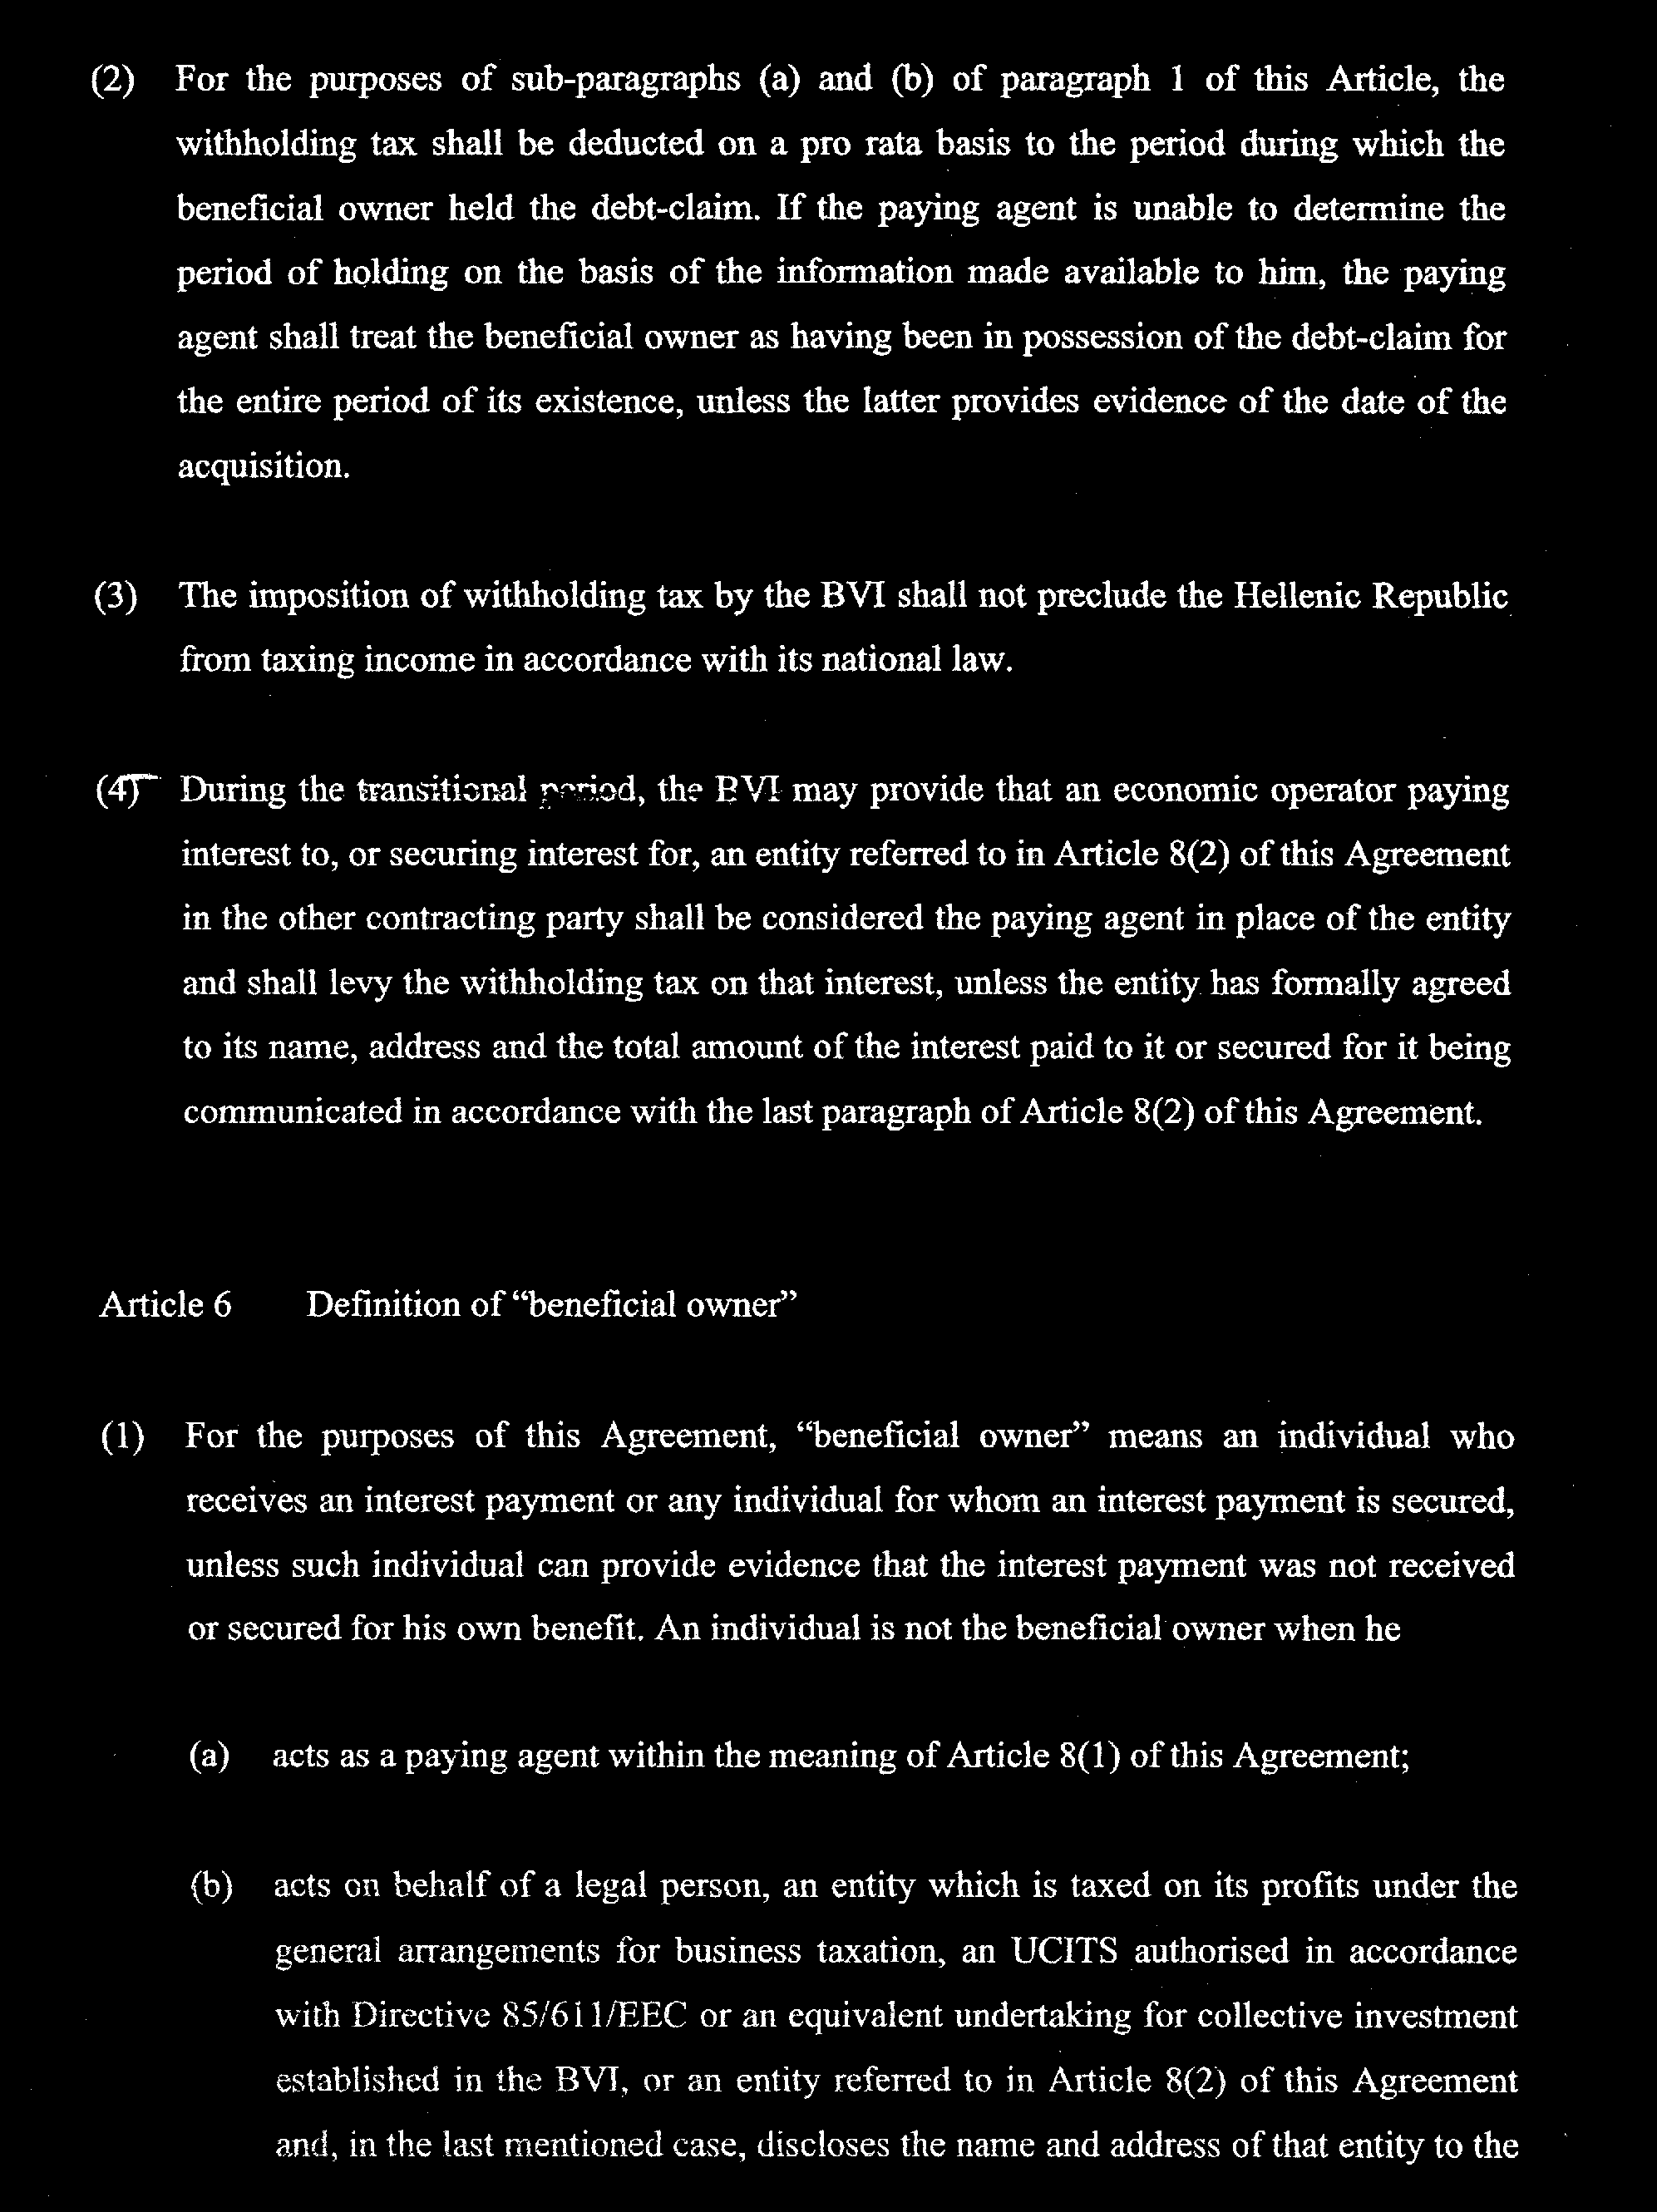 (2) For the purposes of sub-paragraphs (a) and (b) of paragraph 1 of this Article, the
withholding tax shall be deducted on a pro rata basis to the period during which the
beneficial owner held the debt-claim. If the paying agent is unable to determine the
period of holding on the basis of the information made available to him, the paying
agent shall treat the beneficial owner as having been in possession of the debt-claim for
the entire period of its existence, unless the latter provides evidence of the date of the
acquisition.
(3) The imposition of withholding tax by the BVI shall not preclude the Hellenic Republic
from taxing income in accordance with its national law.
(4) During the transitional period, the BVI may provide that an economic operator paying
interest to, or securing interest for, an entity referred to in Article 8(2) of this Agreement
in the other contracting party shall be considered the paying agent in place of the entity
and shall levy the withholding tax on that interest, unless the entity has formally agreed
to its name, address and the total amount of the interest paid to it or secured for it being
communicated in accordance with the last paragraph of Article 8(2) of this Agreement.
Article 6 Definition of “beneficial owner”
(1) For the purposes of this Agreement, “beneficial owner” means an individual who
receives an interest payment or any individual for whom an interest payment is secured,
unless such individual can provide evidence that the interest payment was not received
or secured for his own benefit. An individual is not the beneficial owner when he
(a) acts as a paying agent within the meaning of Article 8(1) of this Agreement;
(b) acts on behalf of a legal person, an entity which is taxed on its profits under the
general arrangements for business taxation, an UCITS authorised in accordance
with Directive 85/611/EEC or an equivalent undertaking for collective investment
established in the BVI, or an entity referred to in Article 8(2) of this Agreement
and, in the last mentioned case, discloses the name and address of that entity to the